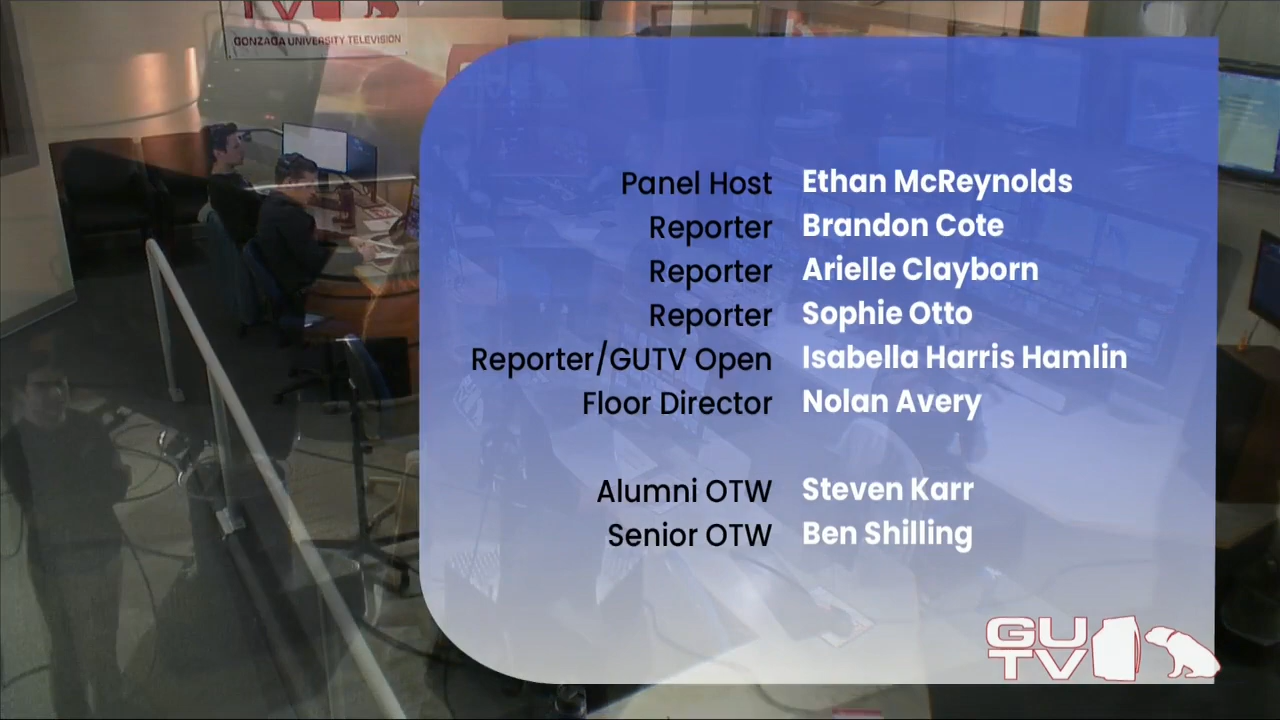 TV
GONZAGA UNIVERSITY TELEVISION
Panel Host Ethan McReynolds
Reporter Brandon Cote
Reporter Arielle Clayborn
Reporter Sophie Otto
Reporter/GUTV Open Isabella Harris Hamlin
Floor Director Nolan Avery
Alumni OTW Steven Karr
Senior OTW Ben Shilling
GU
TV